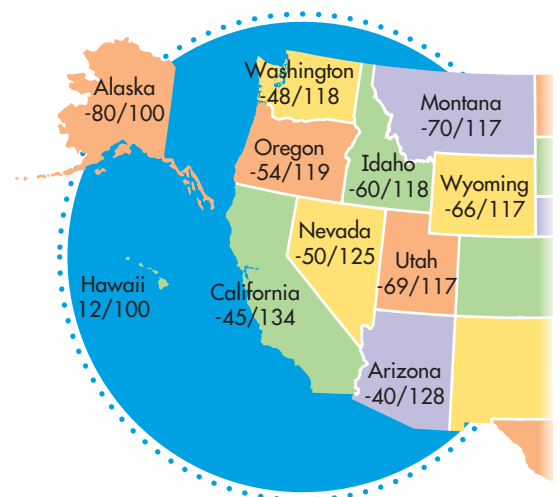 Alaska
-80/100
Washington
-48/118
Montana
-70/117
Oregon
-54/119
Idaho
-60/118
Wyoming
-66/117
Nevada
-50/125
Utah
-69/117
Hawaii
12/100
California
-45/134
Arizona
-40/128